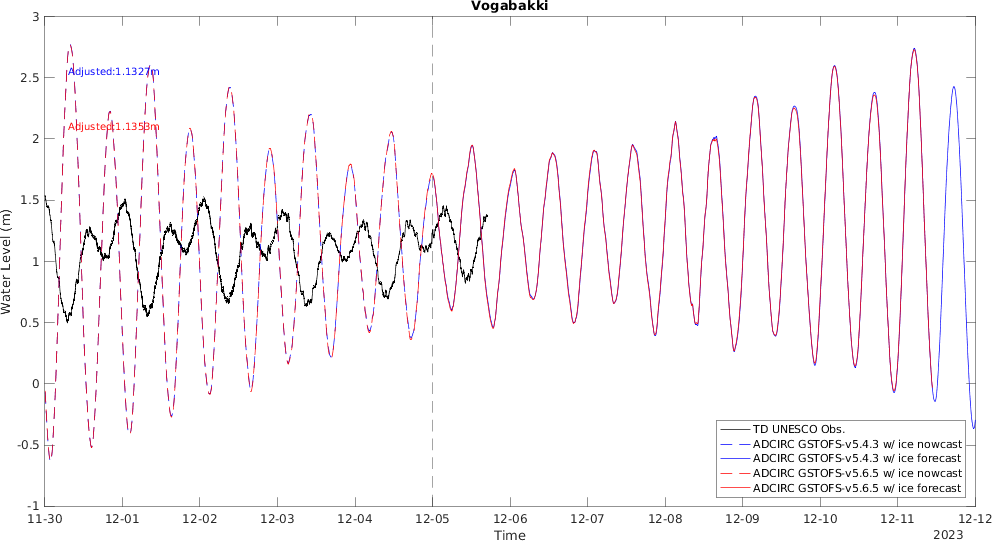 Vogabakki
3
2.5
2
1.5
1
0.5
0
-0.5
-1
Water Level (m)
Adjusted:1.1327m
Adjusted:1.1353m
TD UNESCO Obs.
ADCIRC GSTOFS-v5.4.3 w/ ice nowcast
ADCIRC GSTOFS-v5.4.3 w/ ice forecast
ADCIRC GSTOFS-v5.6.5 w/ ice nowcast
ADCIRC GSTOFS-v5.6.5 w/ ice forecast
11-30 12-01 12-02 12-03 12-04 12-05 12-06 12-07 12-08 12-09 12-10 12-11 12-12
Time
2023